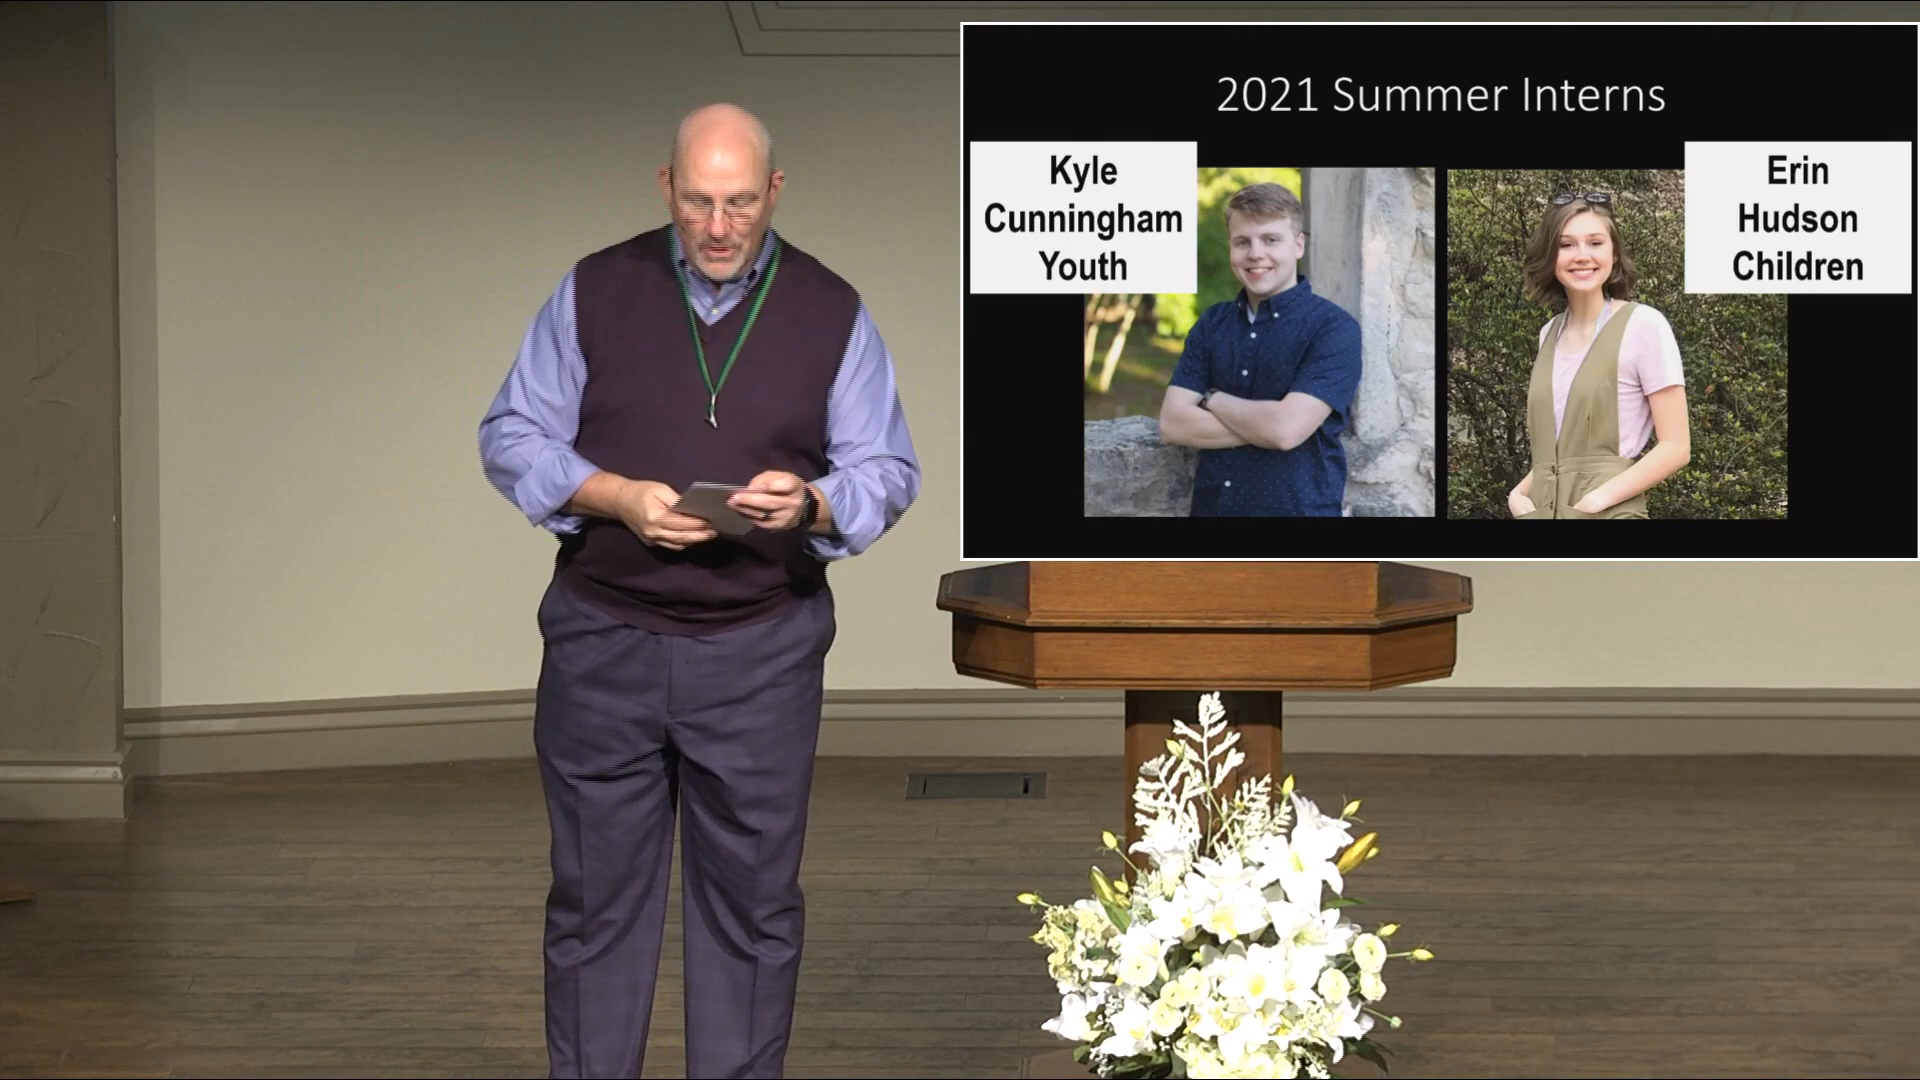 2021 Summer Interns
Kyle
Cunningham
Youth
Erin
Hudson
Children